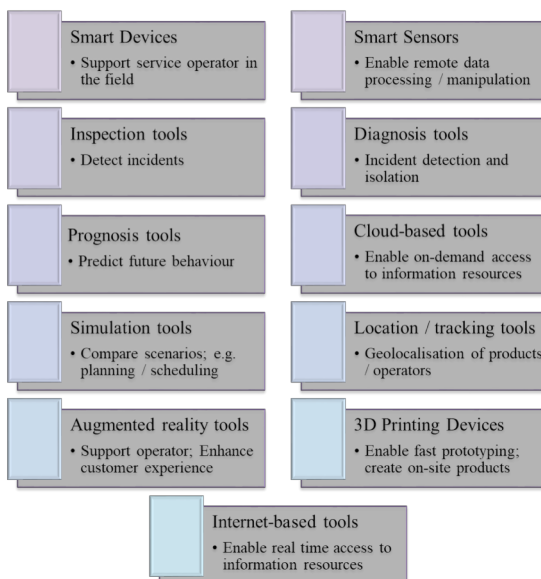 Smart Devices
• Support service operator in
the field
Smart Sensors
• Enable remote data
processing / manipulation
Inspection tools
• Detect incidents
Diagnosis tools
• Incident detection and
isolation
Prognosis tools
• Predict future behaviour
Cloud-based tools
• Enable on-demand access
to information resources
Simulation tools
• Compare scenarios; e.g.
planning / scheduling
Location / tracking tools
• Geolocalisation of products
/ operators
Augmented reality tools
• Support operator; Enhance
customer experience
3D Printing Devices
• Enable fast prototyping;
create on-site products
Internet-based tools
• Enable real time access to
information resources